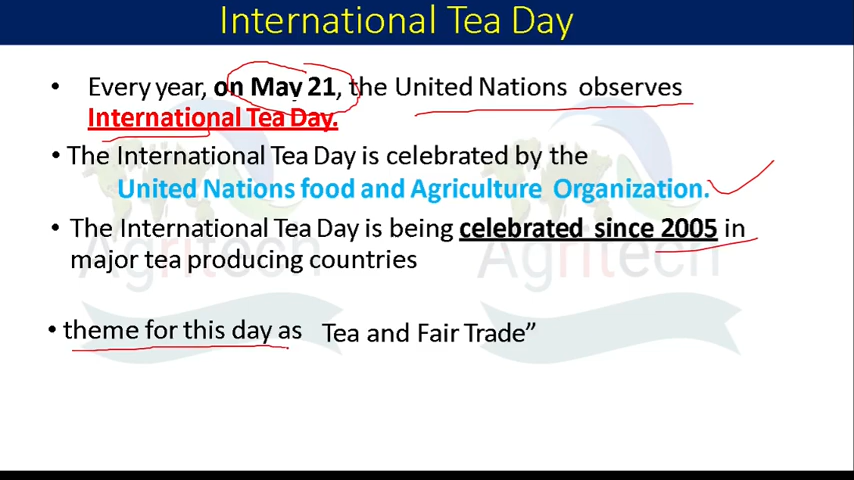 International Tea Day
• Every year, on May 21, the United Nations observes
International Tea Day.
• The International Tea Day is celebrated by the
United Nations food and Agriculture Organization.
• The International Tea Day is being celebrated since 2005 in
major tea producing countries
• theme for this day as Tea and Fair Trade”
Agritech Agritech